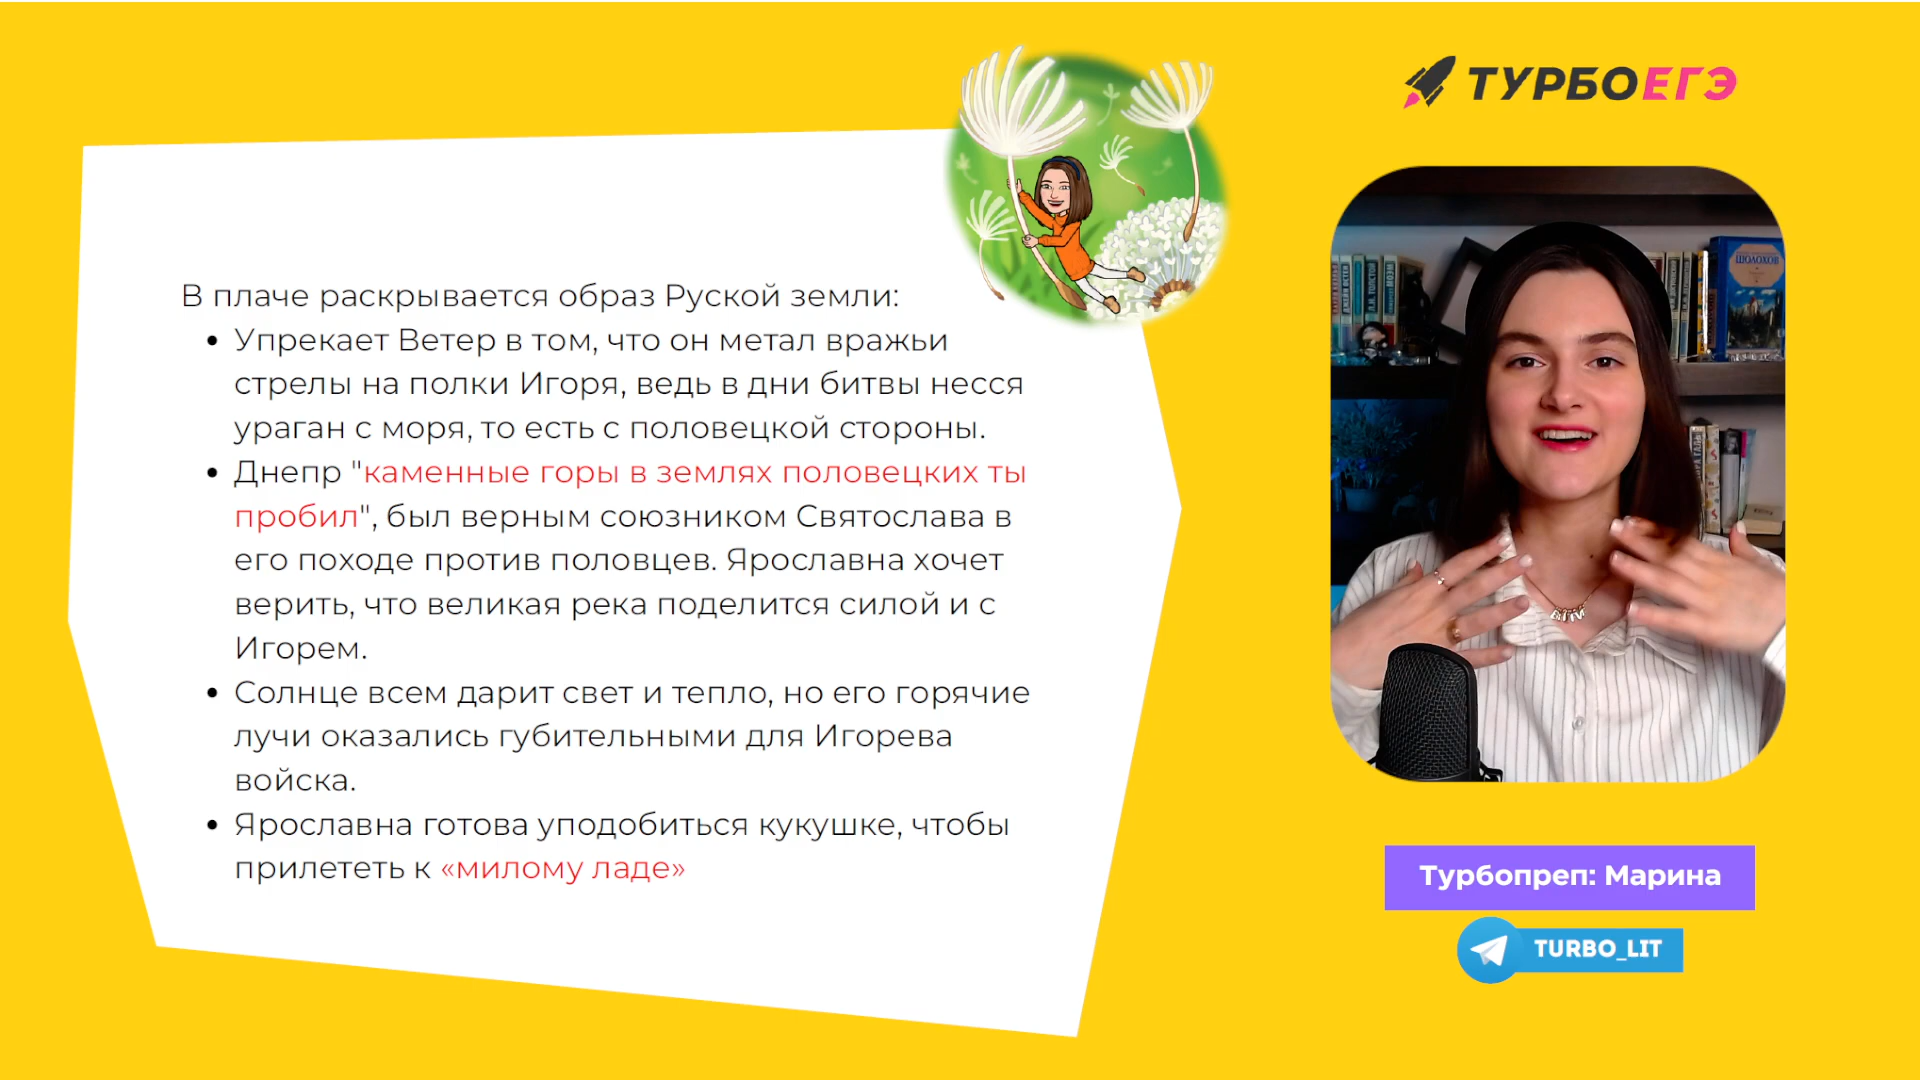 ТУРБОЕГЭ
В плаче раскрывается образ Руской земли:
• Упрекает Ветер в том, что он метал вражьи
стрелы на полки Игоря, ведь в дни битвы несся
ураган с моря, то есть с половецкой стороны.
• Днепр "каменные горы в землях половецких ты
пробил", был верным союзником Святослава в
его походе против половцев. Ярославна хочет
верить, что великая река поделится силой и с
Игорем.
• Солнце всем дарит свет и тепло, но его горячие
лучи оказались губительными для Игорева
войска.
• Ярославна готова уподобиться кукушке, чтобы
прилететь к «милому ладе»
ШОЛОХОВ
Турбопреп: Марина
TURBO_LIT